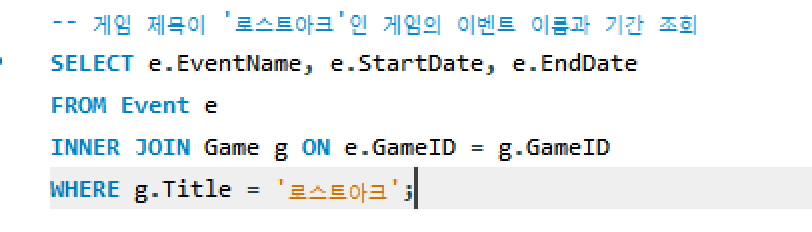 -- 게임 제목이 '로스트아크'인 게임의 이벤트 이름과 기간 조회
SELECT e.EventName, e.StartDate, e.EndDate
FROM Event e
INNER JOIN Game g ON e.GameID = g.GameID
WHERE g.Title = '로스트아크';